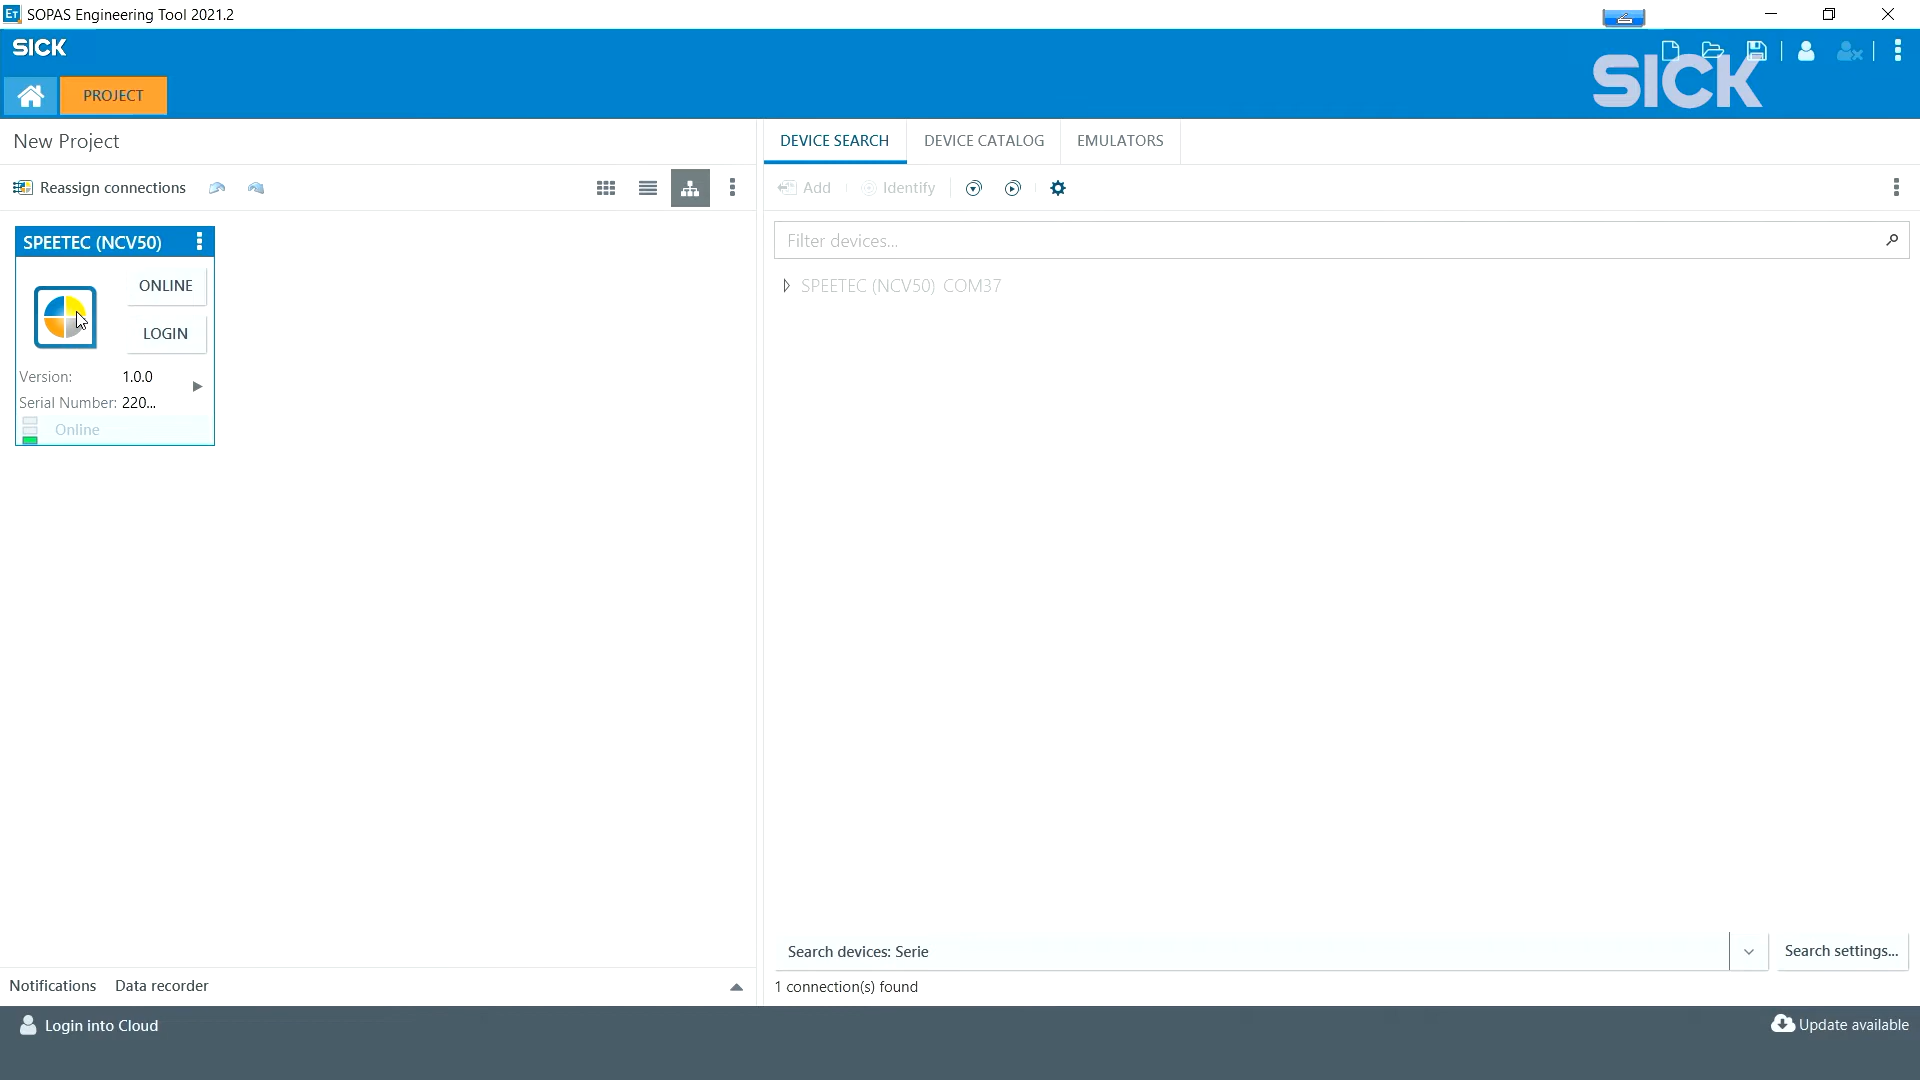 ET SOPAS Engineering Tool 2021.2
SICK
SICK
PROJECT
New Project
DEVICE SEARCH DEVICE CATALOG EMULATORS
Reassign connections
Add Identify
SPEETEC (NCV50)
Filter devices...
ONLINE
SPEETEC (NCV50) COM37
LOGIN
Version: 1.0.0
Serial Number: 220...
Online
Search devices: Serie
Search settings...
Notifications Data recorder
1 connection(s) found
Login into Cloud
Update available